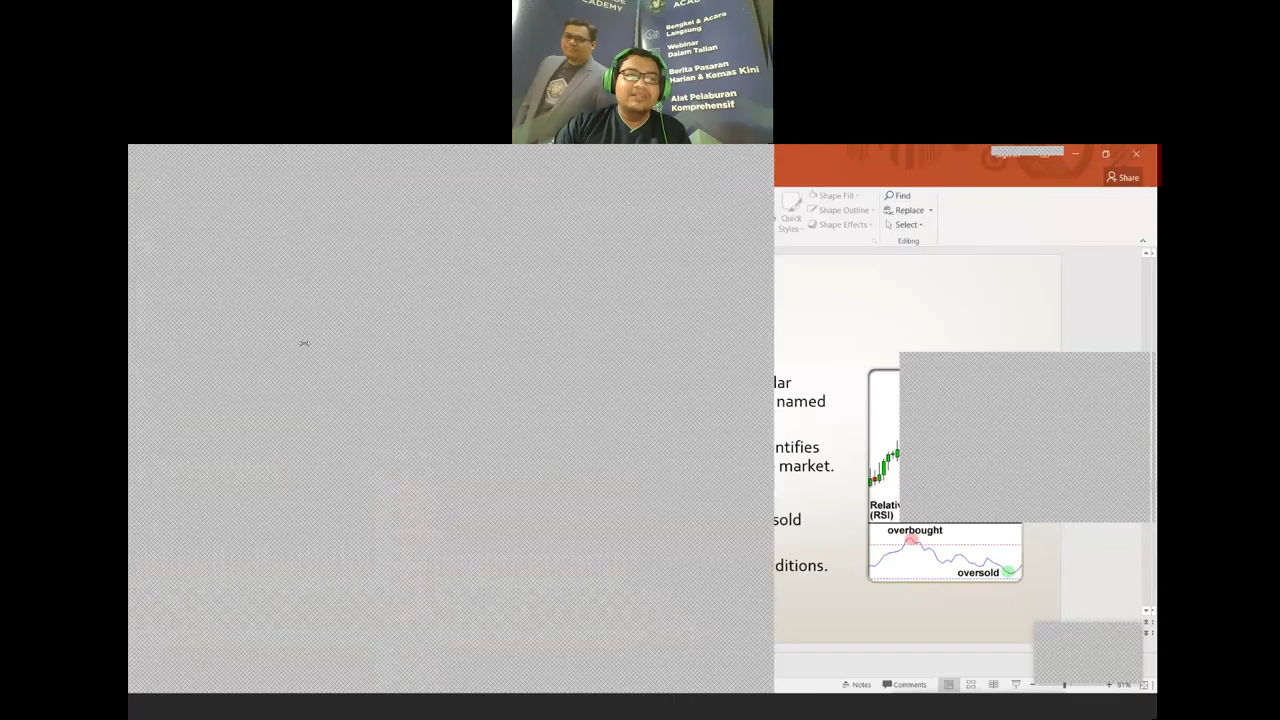 ACADEMY
Bengkel & Acara
Langsung
Webinar
Dalam Talian
Berita Pasaran
Harian & Kemas Kini
Alat Pelaburan
Komprehensif
Share
Quick
Styles
Shape Fill
Shape Outline
Shape Effects
Find
Replace
Select
Editing
lar
named
ntifies
market.
sold
ditions.
(RSI)
overbought
oversold
Notes
Comments
81%